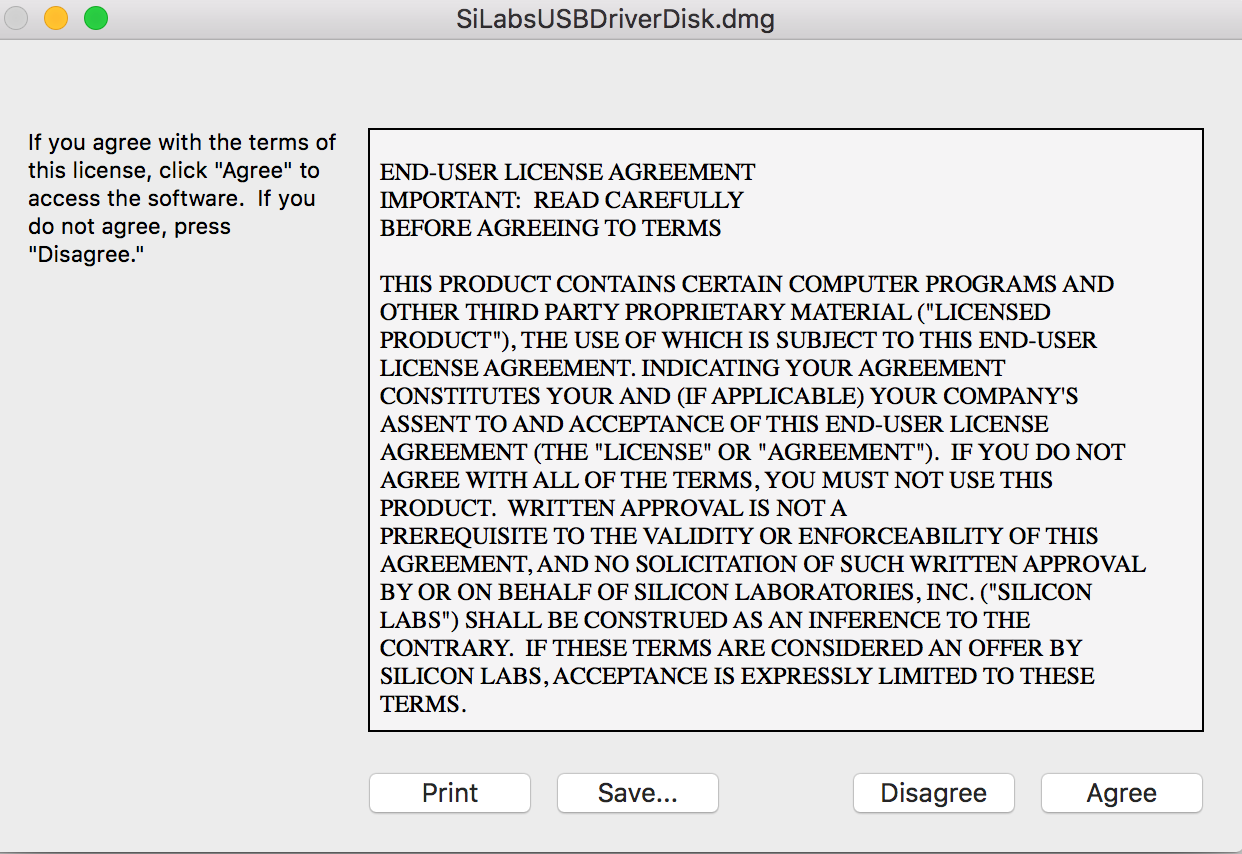 SiLabsUSBDriverDisk.dmg
If you agree with the terms of
this license, click "Agree" to
access the software.  If you
do not agree, press
"Disagree."
END-USER LICENSE AGREEMENT
IMPORTANT:  READ CAREFULLY
BEFORE AGREEING TO TERMS
THIS PRODUCT CONTAINS CERTAIN COMPUTER PROGRAMS AND
OTHER THIRD PARTY PROPRIETARY MATERIAL ("LICENSED
PRODUCT"), THE USE OF WHICH IS SUBJECT TO THIS END-USER
LICENSE AGREEMENT. INDICATING YOUR AGREEMENT
CONSTITUTES YOUR AND (IF APPLICABLE) YOUR COMPANY'S
ASSENT TO AND ACCEPTANCE OF THIS END-USER LICENSE
AGREEMENT (THE "LICENSE" OR "AGREEMENT").  IF YOU DO NOT
AGREE WITH ALL OF THE TERMS, YOU MUST NOT USE THIS
PRODUCT.  WRITTEN APPROVAL IS NOT A
PREREQUISITE TO THE VALIDITY OR ENFORCEABILITY OF THIS
AGREEMENT, AND NO SOLICITATION OF SUCH WRITTEN APPROVAL
BY OR ON BEHALF OF SILICON LABORATORIES, INC. ("SILICON
LABS") SHALL BE CONSTRUED AS AN INFERENCE TO THE
CONTRARY.  IF THESE TERMS ARE CONSIDERED AN OFFER BY
SILICON LABS, ACCEPTANCE IS EXPRESSLY LIMITED TO THESE
TERMS.
Print
Save...
Disagree
Agree